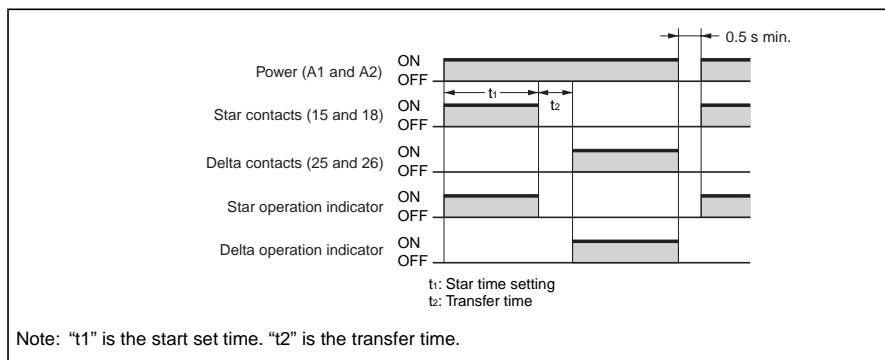 0.5 s min.
Power (A1 and A2) ON
OFF
t₁
Star contacts (15 and 18) ON
OFF
t₂
Delta contacts (25 and 26) ON
OFF
Star operation indicator ON
OFF
Delta operation indicator ON
OFF
t₁: Star time setting
t₂: Transfer time
Note: “t1” is the start set time. “t2” is the transfer time.